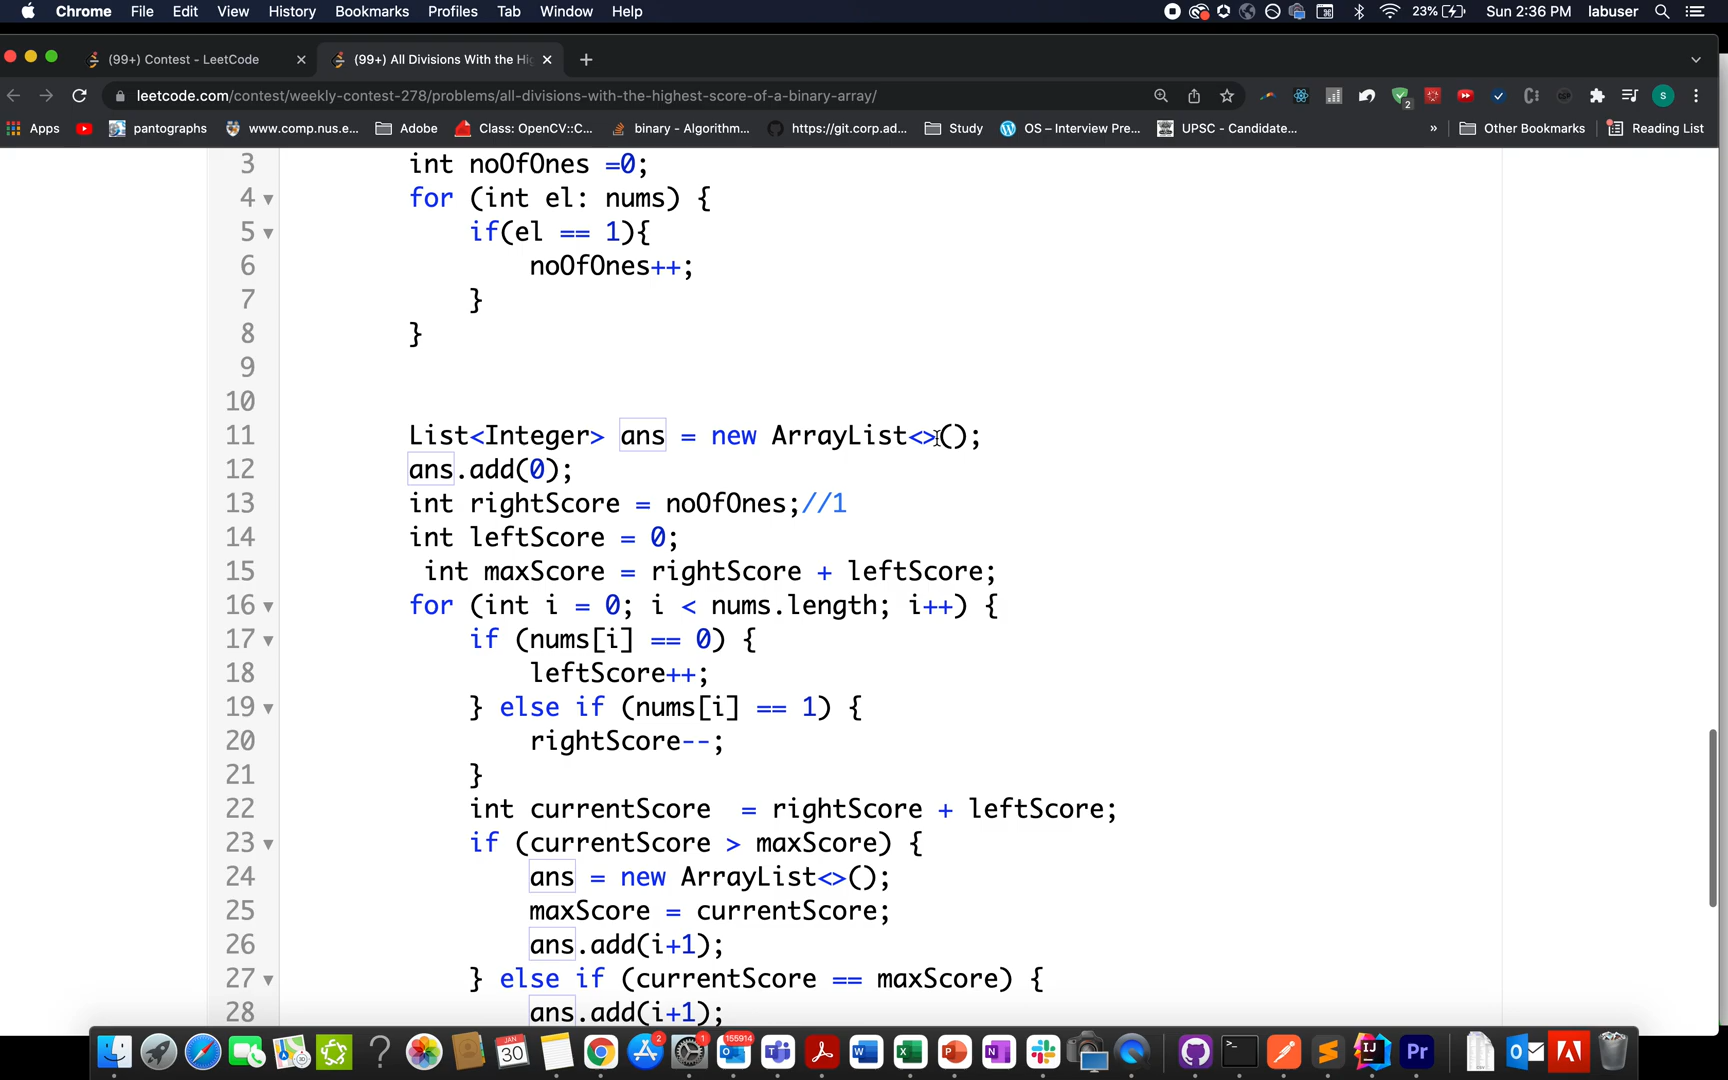 Chrome File Edit View History Bookmarks Profiles Tab Window Help 23% Sun 2:36 PM labuser
(99+) Contest - LeetCode (99+) All Divisions With the Hig
leetcode.com/contest/weekly-contest-278/problems/all-divisions-with-the-highest-score-of-a-binary-array/
Apps pantographs www.comp.nus.e... Adobe Class: OpenCV::C... binary - Algorithm... https://git.corp.ad... Study OS – Interview Pre... UPSC - Candidate... » Other Bookmarks Reading List
3 int noOfOnes =0;
4 for (int el: nums) {
5 if(el == 1){
6 noOfOnes++;
7 }
8 }
9
10
11 List<Integer> ans = new ArrayList<>();
12 ans.add(0);
13 int rightScore = noOfOnes;//1
14 int leftScore = 0;
15 int maxScore = rightScore + leftScore;
16 for (int i = 0; i < nums.length; i++) {
17 if (nums[i] == 0) {
18 leftScore++;
19 } else if (nums[i] == 1) {
20 rightScore--;
21 }
22 int currentScore = rightScore + leftScore;
23 if (currentScore > maxScore) {
24 ans = new ArrayList<>();
25 maxScore = currentScore;
26 ans.add(i+1);
27 } else if (currentScore == maxScore) {
28 ans.add(i+1);